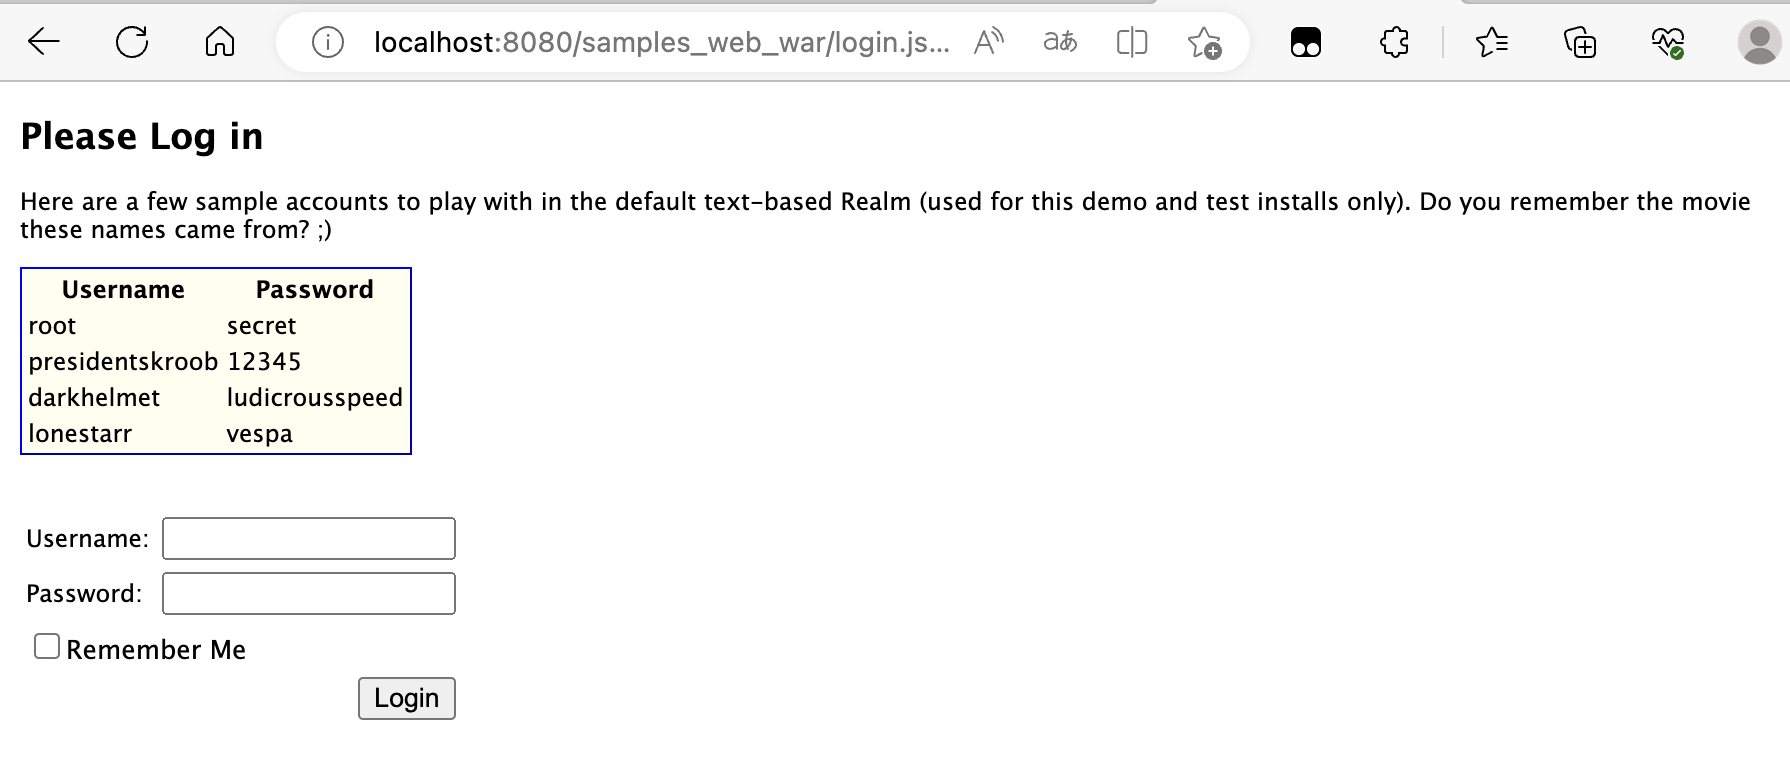 localhost:8080/samples_web_war/login.js...
A
aあ
Please Log in
Here are a few sample accounts to play with in the default text-based Realm (used for this demo and test installs only). Do you remember the movie
these names came from? ;)
Username Password
root secret
presidentskroob 12345
darkhelmet ludicrousspeed
lonestarr vespa
Username:
Password:
Remember Me
Login